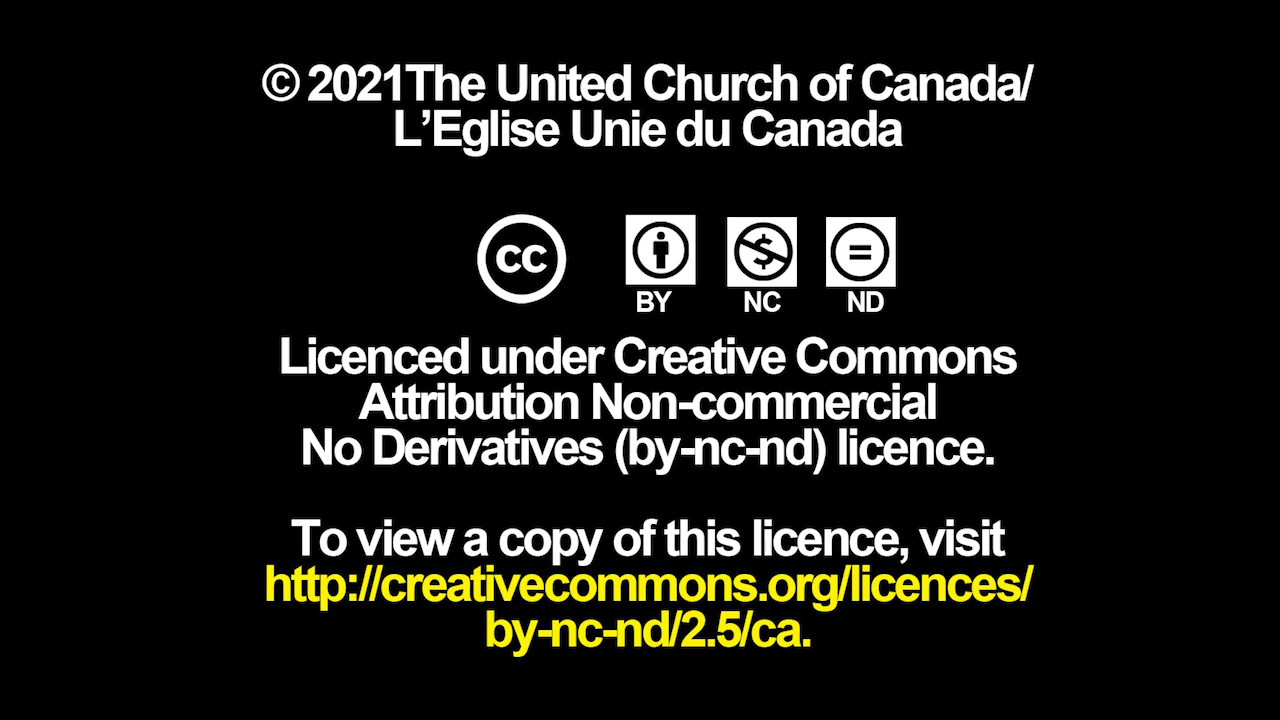 © 2021The United Church of Canada/
L’Eglise Unie du Canada
cc
BY NC ND
Licenced under Creative Commons
Attribution Non-commercial
No Derivatives (by-nc-nd) licence.
To view a copy of this licence, visit
http://creativecommons.org/licences/
by-nc-nd/2.5/ca.